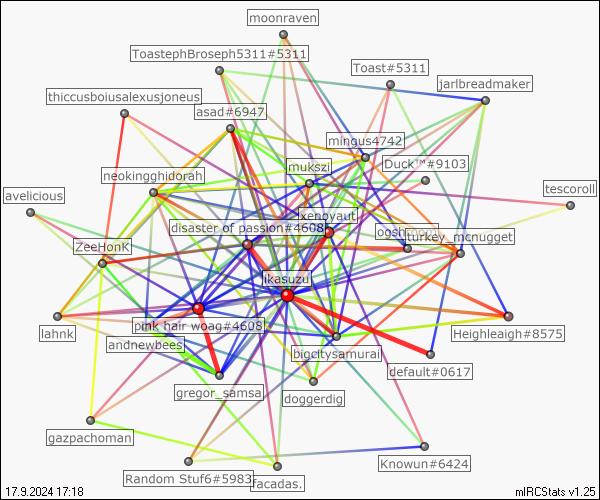 moonraven
ToastephBroseph5311#5311
Toast#5311
jarlbreadmaker
thiccusboiusalexusjoneus
asad#6947
mingus4742
mukszi
Duck™#9103
neokingghidorah
avelicious
tescoroll
xenoyaut
disaster of passion#4608
turkey_mcnugget
ZeeHonK
ikasuzu
lahnk
pink hair woag#4608
Heighleigh#8575
andnewbees
bigcitysamurai
default#0617
gregor_samsa
doggerdig
gazpachoman
Knowun#6424
Random Stuf6#5983
facadas.
17.9.2024 17:18
mIRCStats v1.25